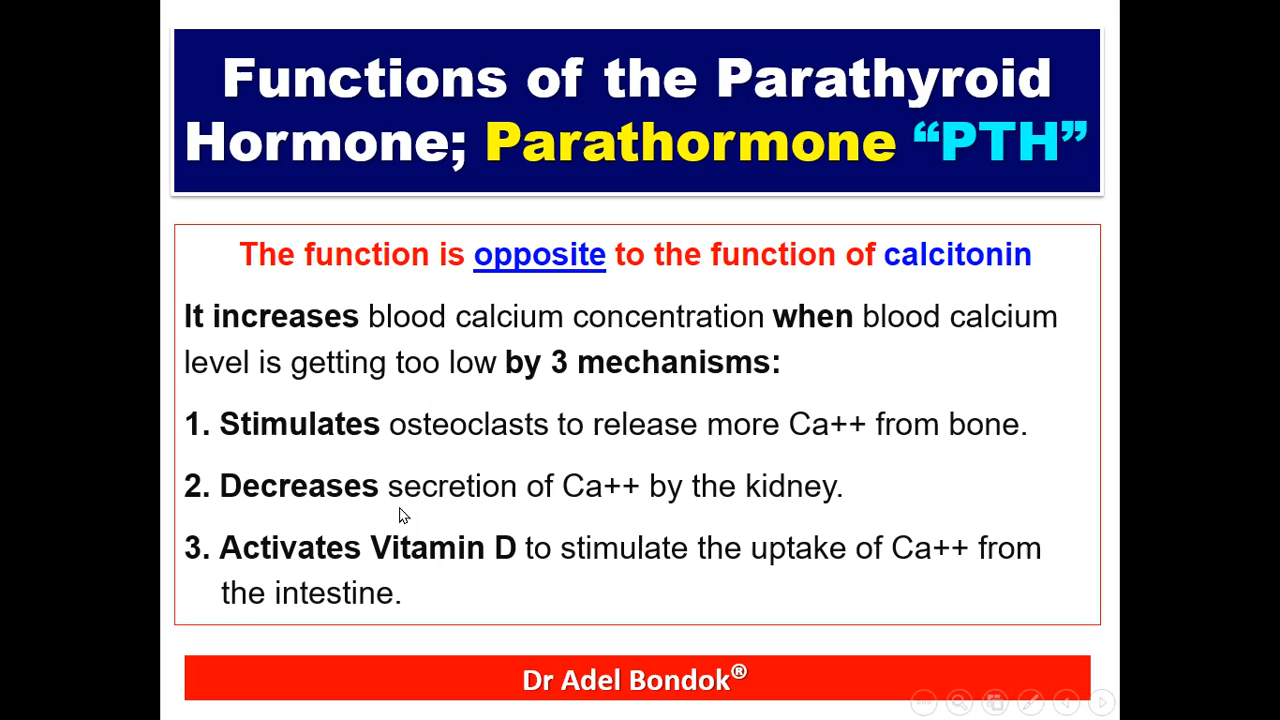 Functions of the Parathyroid
Hormone; Parathormone “PTH”
The function is opposite to the function of calcitonin
It increases blood calcium concentration when blood calcium
level is getting too low by 3 mechanisms:
1. Stimulates osteoclasts to release more Ca++ from bone.
2. Decreases secretion of Ca++ by the kidney.
3. Activates Vitamin D to stimulate the uptake of Ca++ from
the intestine.
Dr Adel Bondok®